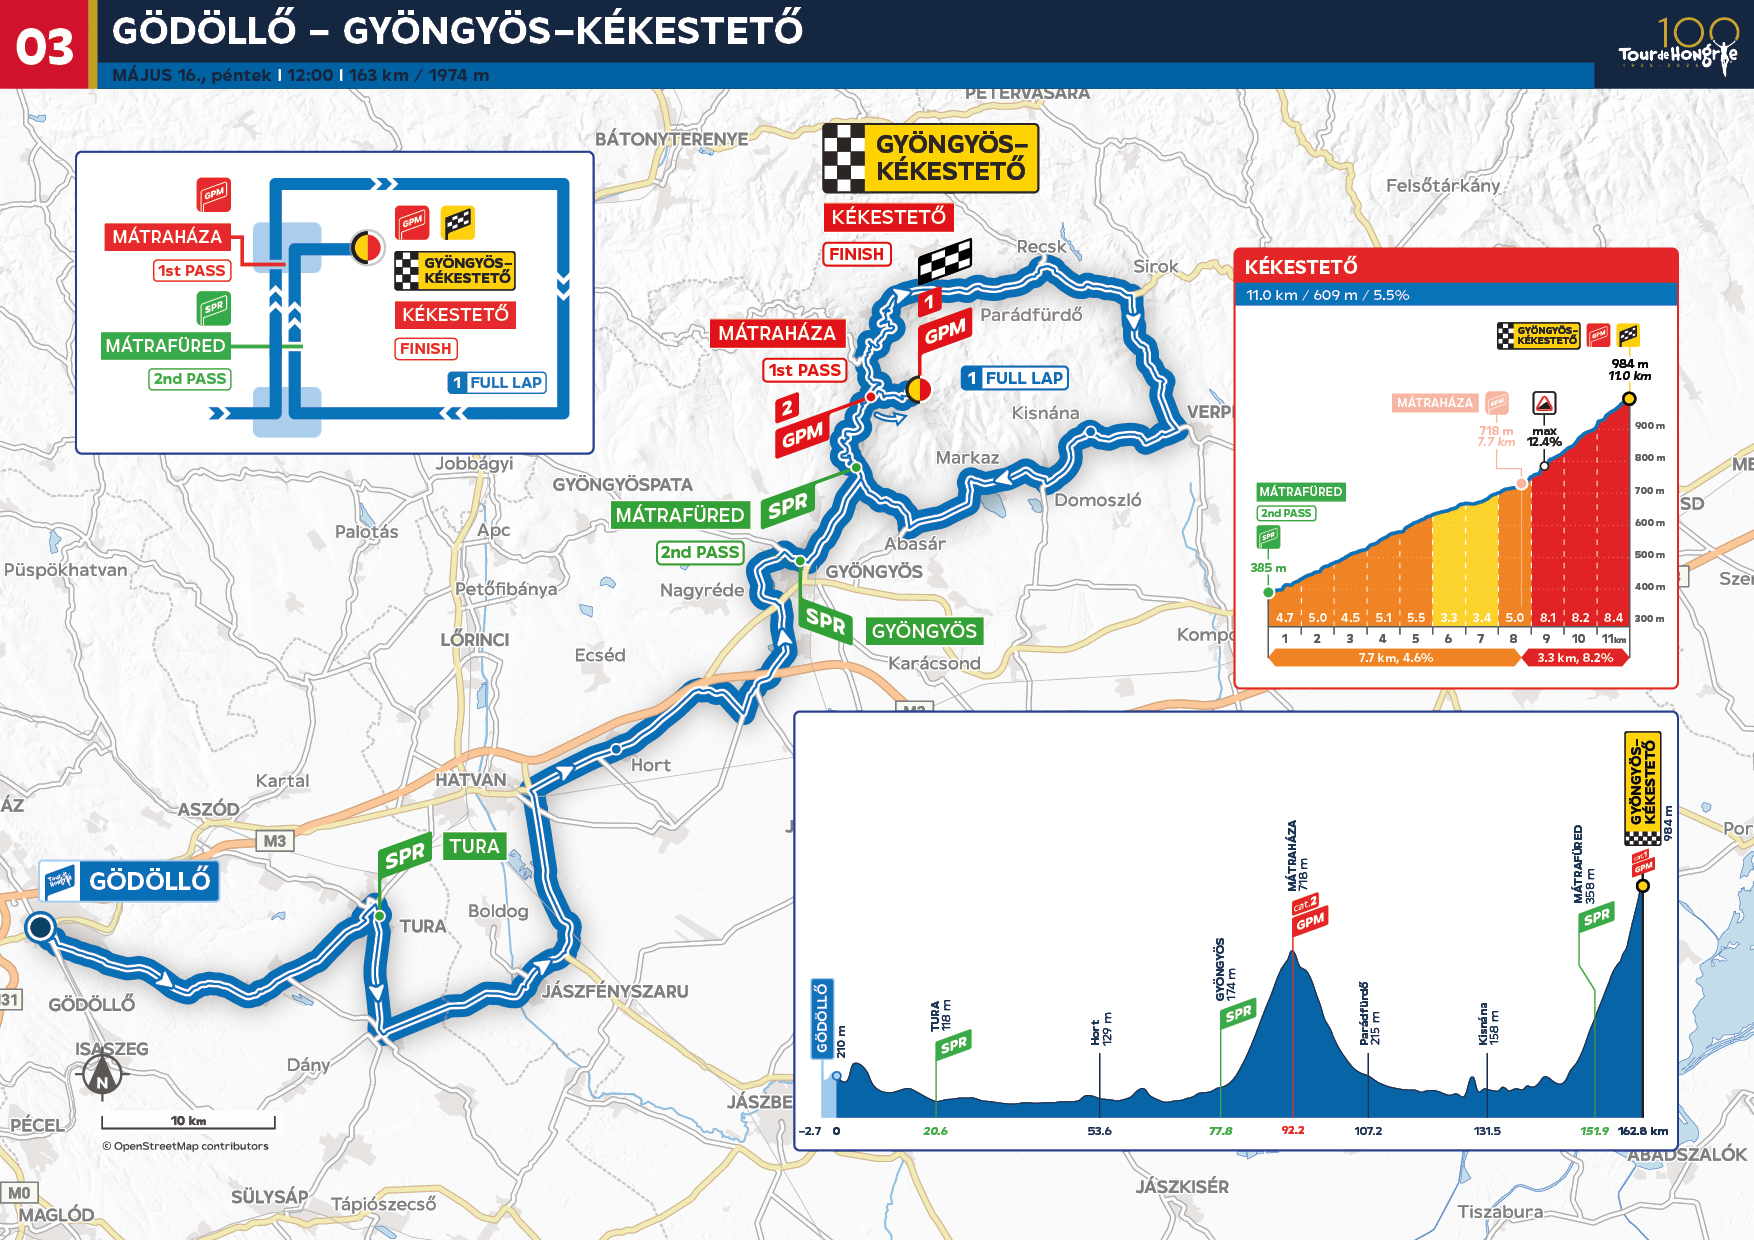 03
GÖDÖLLŐ – GYÖNGYÖS–KÉKESTETŐ
MÁJUS 16., péntek | 12:00 | 163 km / 1974 m
100
Tour de Hongrie
GPM
MÁTRAHÁZA
1st PASS
SPR
MÁTRAFÜRED
2nd PASS
GPM
GYÖNGYÖS–
KÉKESTETŐ
KÉKESTETŐ
FINISH
1 FULL LAP
PÉTERVÁSÁRA
BÁTONYTERENYE
GYÖNGYÖS–
KÉKESTETŐ
KÉKESTETŐ
FINISH
Felsőtárkány
Recsk
Sirok
Parádfürdő
1
GPM
MÁTRAHÁZA
1st PASS
1 FULL LAP
2
GPM
Kisnána
VERPE
Markaz
Domoszló
Jobbágyi
GYÖNGYÖSPATA
MÁTRAFÜRED
SPR
2nd PASS
Palotás
Apc
Abasár
GYÖNGYÖS
Püspökhatvan
Petőfibánya
Nagyréde
SPR
GYÖNGYÖS
LŐRINCI
Ecséd
Karácsond
Kompo
Kartal
HATVAN
Hort
ASZÓD
M3
SPR
TURA
GÖDÖLLŐ
TURA
Boldog
GÖDÖLLŐ
JÁSZFÉNYSZARU
ISASZEG
Dány
N
10 km
© OpenStreetMap contributors
PÉCEL
JÁSZBE
M0
MAGLÓD
SÜLYSÁP
Tápiószecső
JÁSZKISÉR
Tiszabura
ABÁDSZALÓK
KÉKESTETŐ
11.0 km / 609 m / 5.5%
GYÖNGYÖS–
KÉKESTETŐ
GPM
984 m
11.0 km
MÁTRAHÁZA
GPM
718 m
7.7 km
max
12.4%
MÁTRAFÜRED
2nd PASS
SPR
385 m
900 m
800 m
700 m
600 m
500 m
400 m
300 m
4.7 5.0 4.5 5.1 5.5 3.3 3.4 5.0 8.1 8.2 8.4
1 2 3 4 5 6 7 8 9 10 11km
7.7 km, 4.6%
3.3 km, 8.2%
GÖDÖLLŐ
210 m
TURA
118 m
SPR
Hort
129 m
GYÖNGYÖS
174 m
SPR
MÁTRAHÁZA
718 m
cat.2
GPM
Parádfürdő
215 m
Kisnána
158 m
MÁTRAFÜRED
358 m
SPR
GYÖNGYÖS–
KÉKESTETŐ
984 m
cat.1
GPM
–2.7 0 20.6 53.6 77.8 92.2 107.2 131.5 151.9 162.8 km